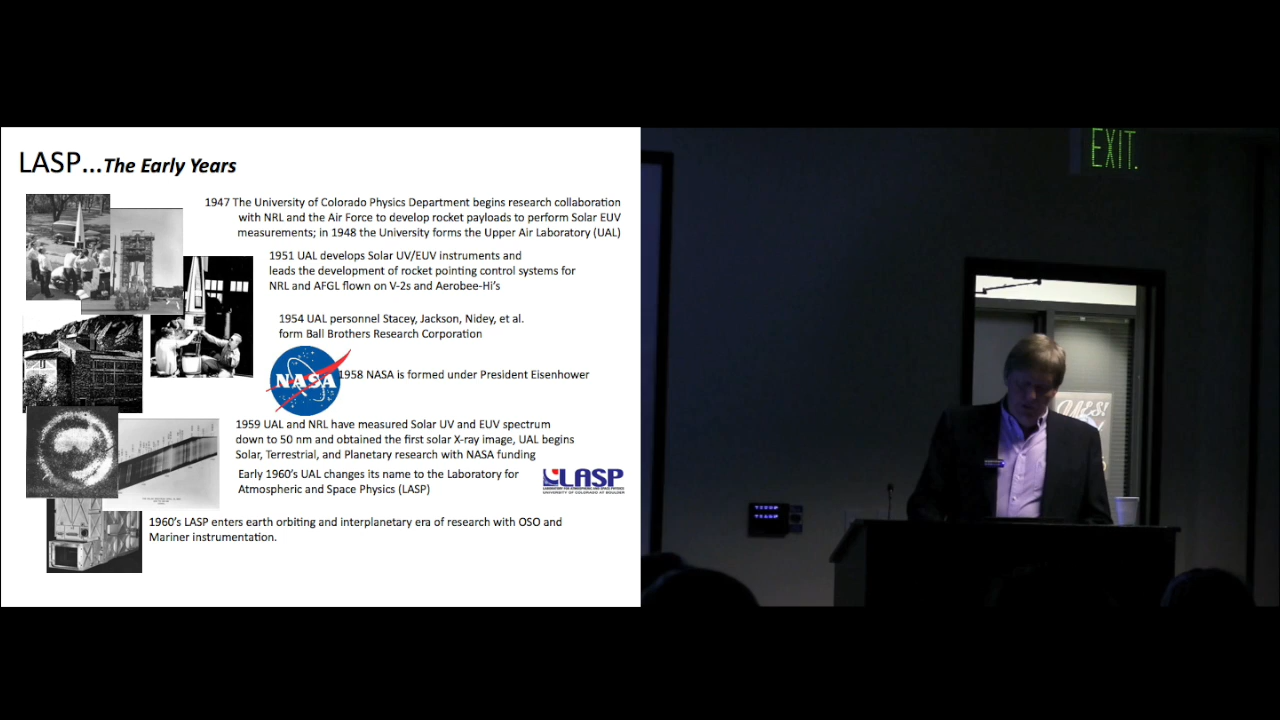 LASP...The Early Years
1947 The University of Colorado Physics Department begins research collaboration
with NRL and the Air Force to develop rocket payloads to perform Solar EUV
measurements; in 1948 the University forms the Upper Air Laboratory (UAL)
1951 UAL develops Solar UV/EUV instruments and
leads the development of rocket pointing control systems for
NRL and AFGL flown on V-2s and Aerobee-Hi's
1954 UAL personnel Stacey, Jackson, Nidey, et al.
form Ball Brothers Research Corporation
NASA
1958 NASA is formed under President Eisenhower
1959 UAL and NRL have measured Solar UV and EUV spectrum
down to 50 nm and obtained the first solar X-ray image, UAL begins
Solar, Terrestrial, and Planetary research with NASA funding
Early 1960's UAL changes its name to the Laboratory for
Atmospheric and Space Physics (LASP)
LASP
1960's LASP enters earth orbiting and interplanetary era of research with OSO and
Mariner instrumentation.
EXIT
YES!